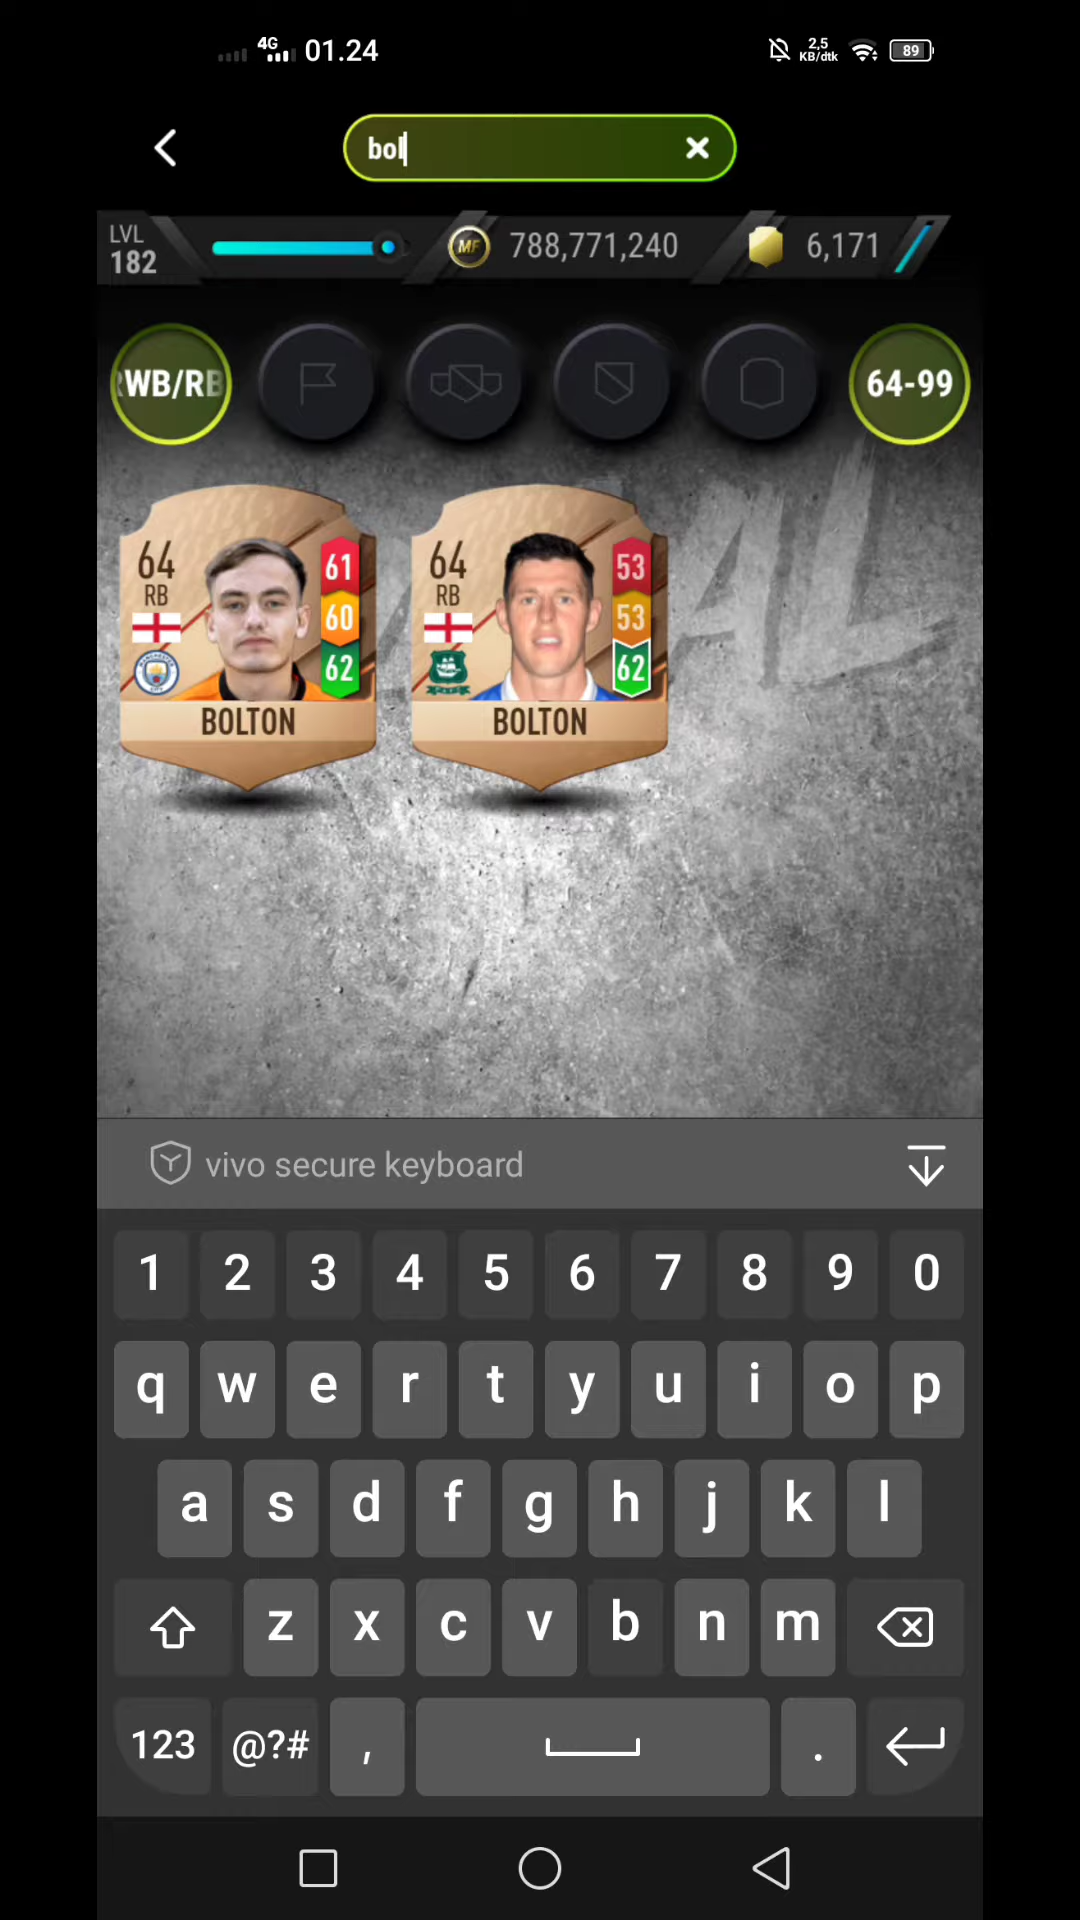 4G 01.24 2,5 KB/dtk 89
bol
LVL 182 MF 788,771,240 6,171
RWB/RB 64-99
64 RB 61 60 62
BOLTON
64 RB 53 53 62
BOLTON
vivo secure keyboard
1 2 3 4 5 6 7 8 9 0
q w e r t y u i o p
a s d f g h j k l
z x c v b n m
123 @?# , .